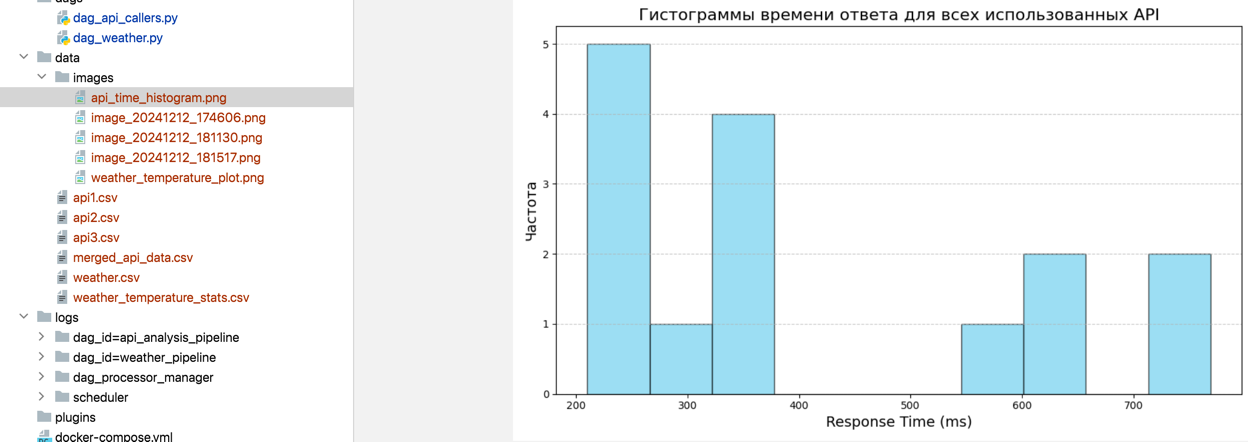 dags
dag_api_callers.py
dag_weather.py
data
images
api_time_histogram.png
image_20241212_174606.png
image_20241212_181130.png
image_20241212_181517.png
weather_temperature_plot.png
api1.csv
api2.csv
api3.csv
merged_api_data.csv
weather.csv
weather_temperature_stats.csv
logs
dag_id=api_analysis_pipeline
dag_id=weather_pipeline
dag_processor_manager
scheduler
plugins
docker-compose.yml
Гистограммы времени ответа для всех использованных API
Частота
5
4
3
2
1
0
200 300 400 500 600 700
Response Time (ms)